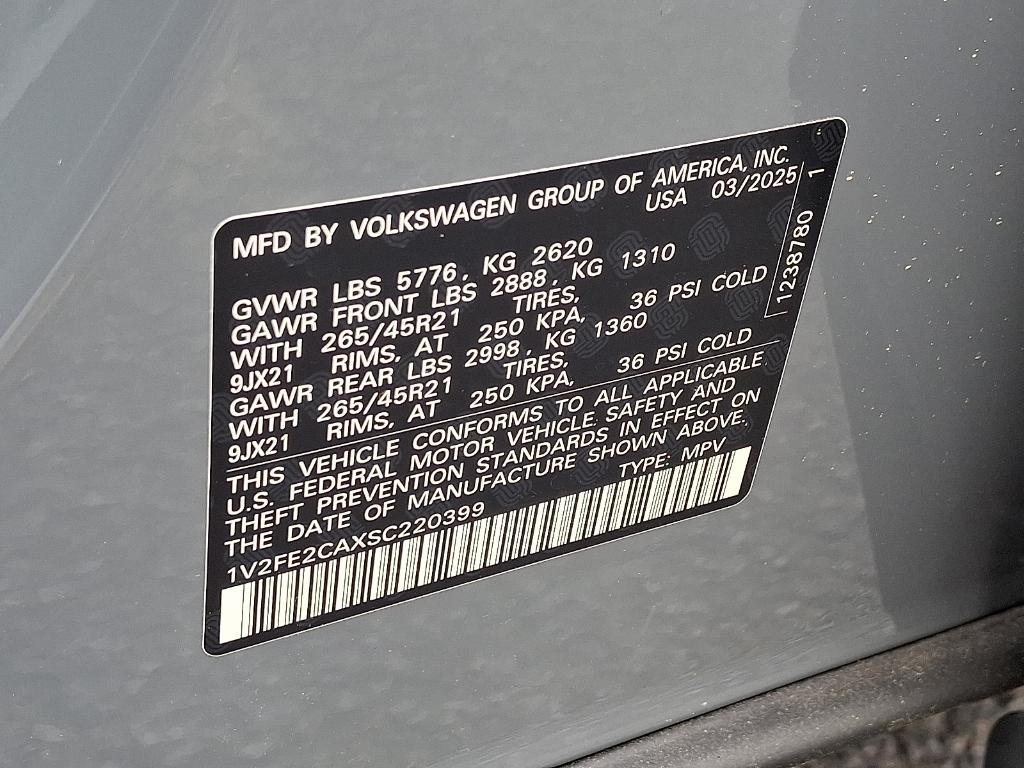 MFD BY VOLKSWAGEN GROUP OF AMERICA, INC.
USA 03/2025
GVWR LBS 5776, KG 2620
GAWR FRONT LBS 2888, KG 1310
WITH 265/45R21 TIRES,
9JX21 RIMS, AT 250 KPA, 36 PSI COLD
GAWR REAR LBS 2998, KG 1360
WITH 265/45R21 TIRES,
9JX21 RIMS, AT 250 KPA, 36 PSI COLD
THIS VEHICLE CONFORMS TO ALL APPLICABLE
U.S. FEDERAL MOTOR VEHICLE SAFETY AND
THEFT PREVENTION STANDARDS IN EFFECT ON
THE DATE OF MANUFACTURE SHOWN ABOVE.
1V2FE2CAXSC220399 TYPE: MPV
1238780 1